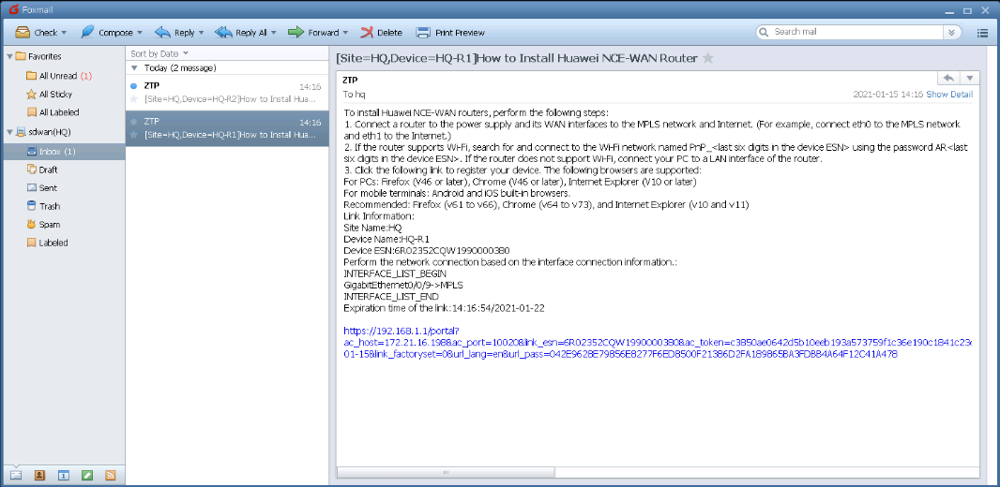 Foxmail
Check Compose Reply Reply All Forward Delete Print Preview Search mail
Favorites
All Unread (1)
All Sticky
All Labeled
sdwan(HQ)
Inbox (1)
Draft
Sent
Trash
Spam
Labeled
Sort by Date
Today (2 message)
ZTP 14:16
[Site=HQ,Device=HQ-R2]How to Install Hua...
ZTP 14:16
[Site=HQ,Device=HQ-R1]How to Install Hua...
[Site=HQ,Device=HQ-R1]How to Install Huawei NCE-WAN Router
ZTP
To hq 2021-01-15 14:16 Show Detail
To install Huawei NCE-WAN routers, perform the following steps:
1. Connect a router to the power supply and its WAN interfaces to the MPLS network and Internet. (For example, connect eth0 to the MPLS network
and eth1 to the Internet.)
2. If the router supports Wi-Fi, search for and connect to the Wi-Fi network named PnP_<last six digits in the device ESN> using the password AR<last
six digits in the device ESN>. If the router does not support Wi-Fi, connect your PC to a LAN interface of the router.
3. Click the following link to register your device. The following browsers are supported:
For PCs: Firefox (V46 or later), Chrome (V46 or later), Internet Explorer (V10 or later)
For mobile terminals: Android and iOS built-in browsers.
Recommended: Firefox (v61 to v66), Chrome (v64 to v73), and Internet Explorer (v10 and v11)
Link Information:
Site Name:HQ
Device Name:HQ-R1
Device ESN:6R02352CQW1990000380
Perform the network connection based on the interface connection information.:
INTERFACE_LIST_BEGIN
GigabitEthernet0/0/9->MPLS
INTERFACE_LIST_END
Expiration time of the link:14:16:54/2021-01-22
https://192.168.1.1/portal?
ac_host=172.21.16.198&ac_port=10020&link_esn=6R02352CQW1990000380&ac_token=c3850ae0642d5b10eeb193a573759f1c36e190c1841c23
01-15&link_factoryset=0&url_lang=en&url_pass=042E9628E79856E8277F6ED8500F21386D2FA189865BA3FDBB4A64F12C41A478